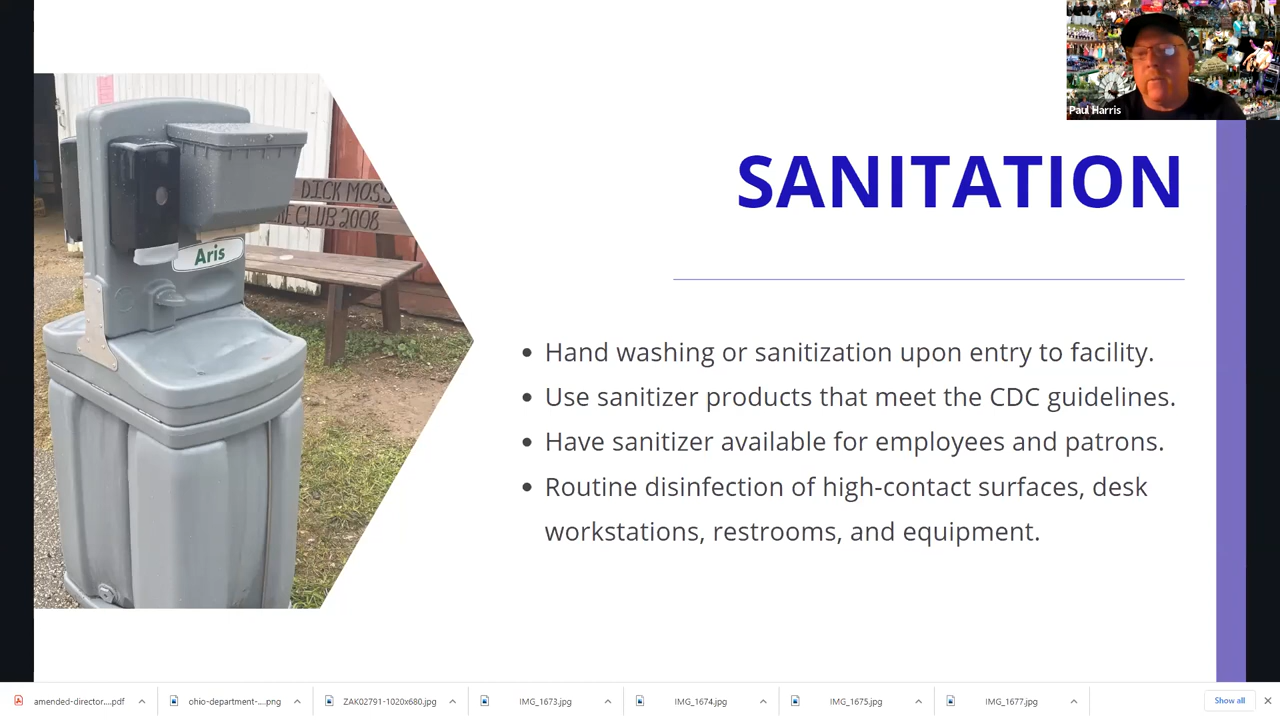 Paul Harris
SANITATION
DICK MOSS
CLUB 2008
Aris
• Hand washing or sanitization upon entry to facility.
• Use sanitizer products that meet the CDC guidelines.
• Have sanitizer available for employees and patrons.
• Routine disinfection of high-contact surfaces, desk
workstations, restrooms, and equipment.
amended-director....pdf
ohio-department-....png
ZAK02791-1020x680.jpg
IMG_1673.jpg
IMG_1674.jpg
IMG_1675.jpg
IMG_1677.jpg
Show all